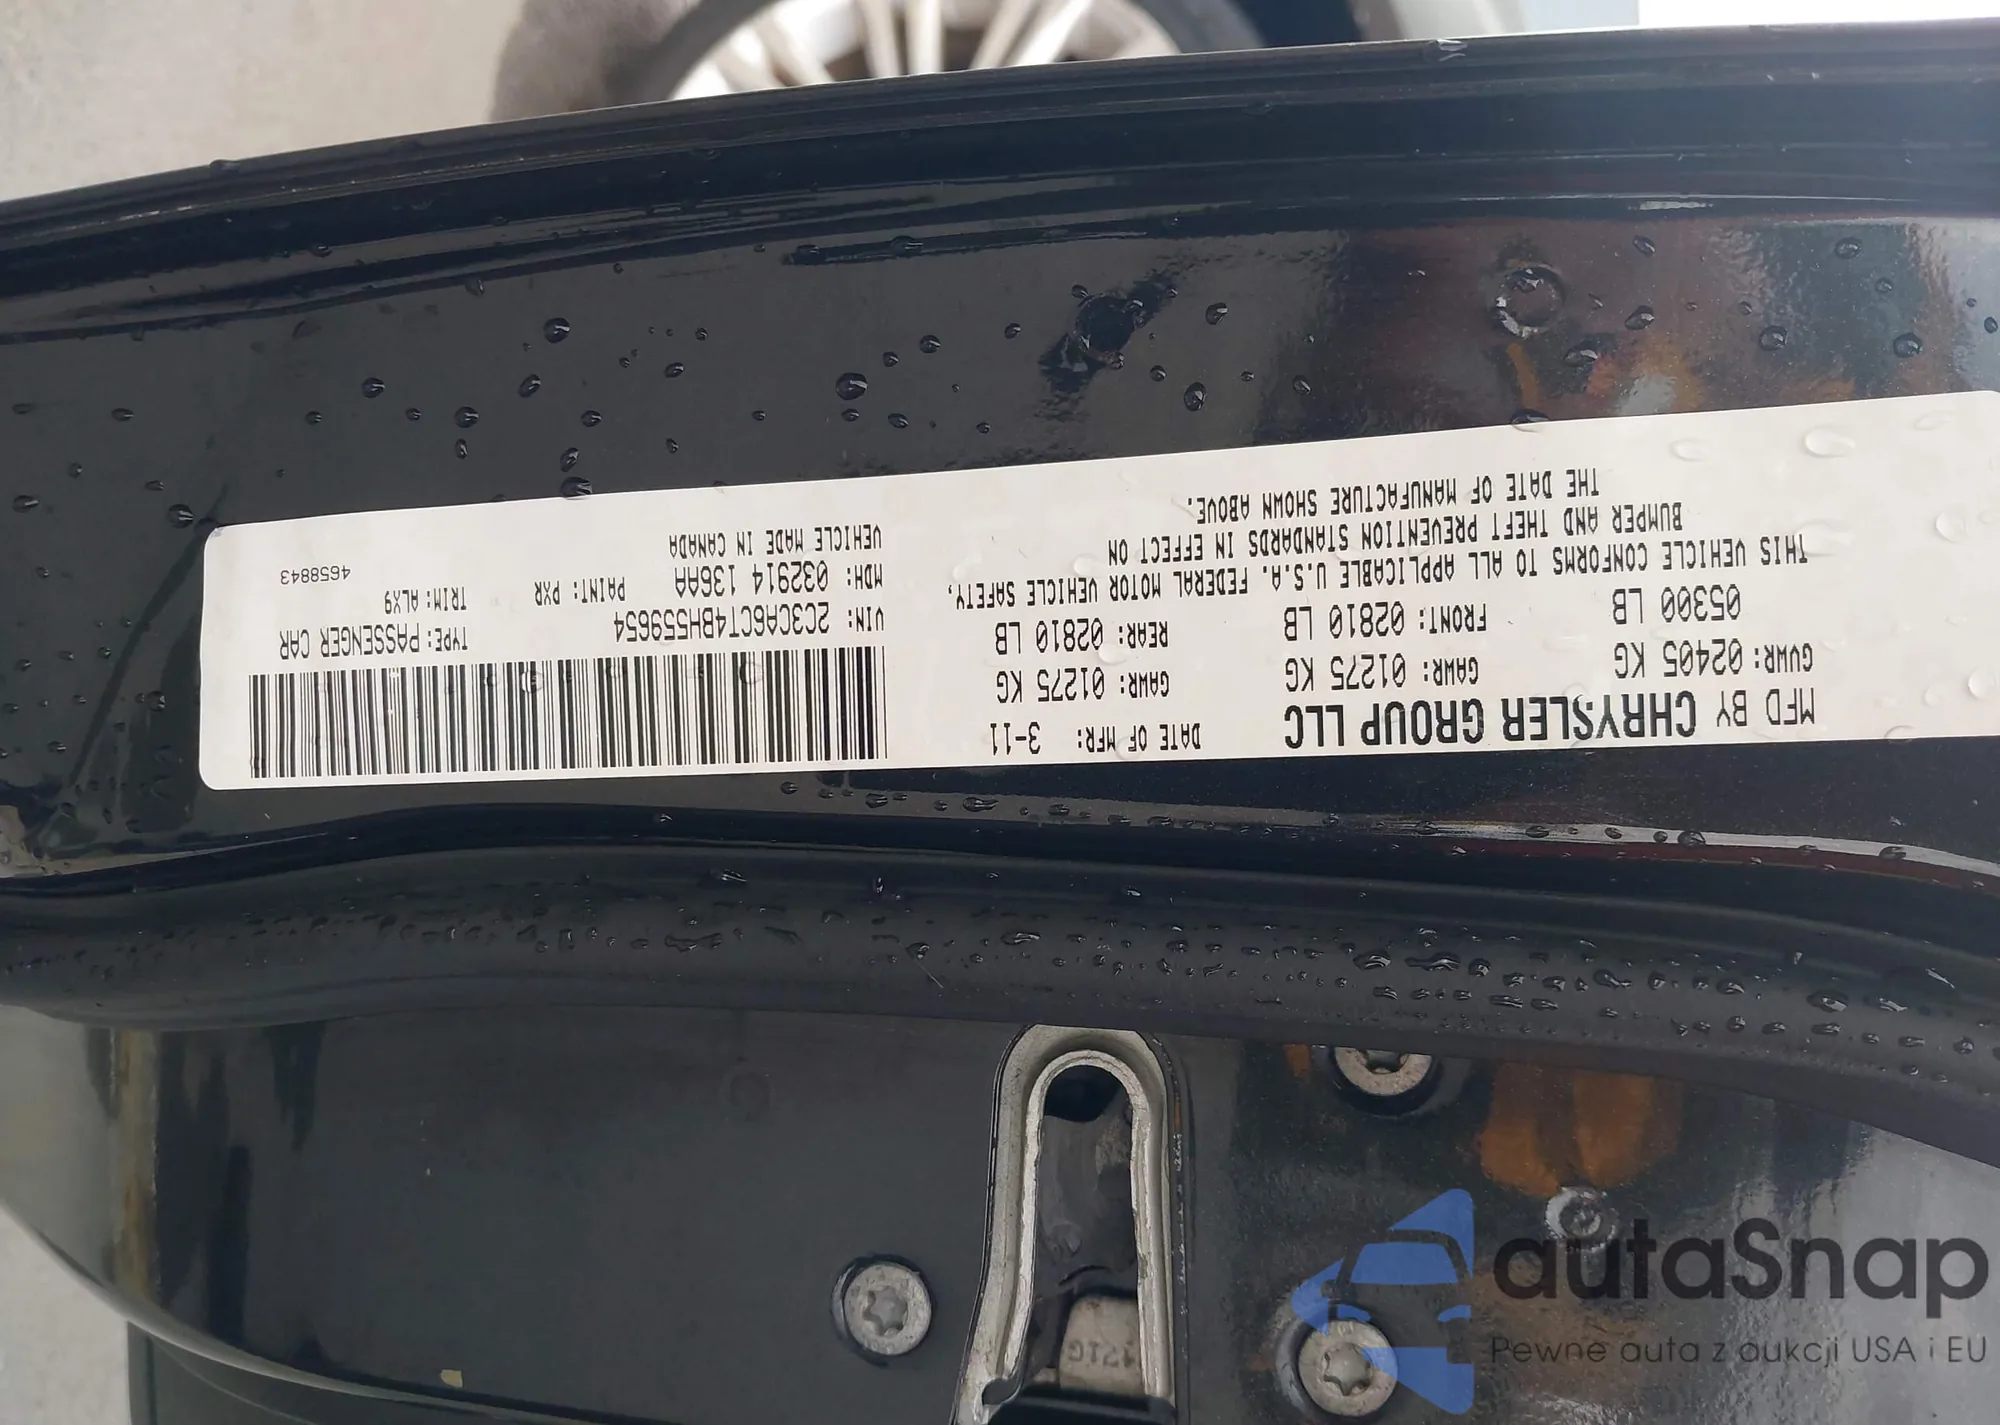 MFD BY CHRYSLER GROUP LLC
DATE OF MFR: 3-11
GVWR: 02405 KG
GAWR: 01275 KG
GAWR: 01275 KG
05300 LB
FRONT: 02810 LB
REAR: 02810 LB
THIS VEHICLE CONFORMS TO ALL APPLICABLE U.S.A. FEDERAL MOTOR VEHICLE SAFETY,
BUMPER AND THEFT PREVENTION STANDARDS IN EFFECT ON
THE DATE OF MANUFACTURE SHOWN ABOVE.
VIN: 2C3CA6CT4BH559654
TYPE: PASSENGER CAR
MDH: 032914 136AA
PAINT: PXR
TRIM: ALX9
VEHICLE MADE IN CANADA
4658843
autaSnap
Pewne auta z aukcji USA i EU